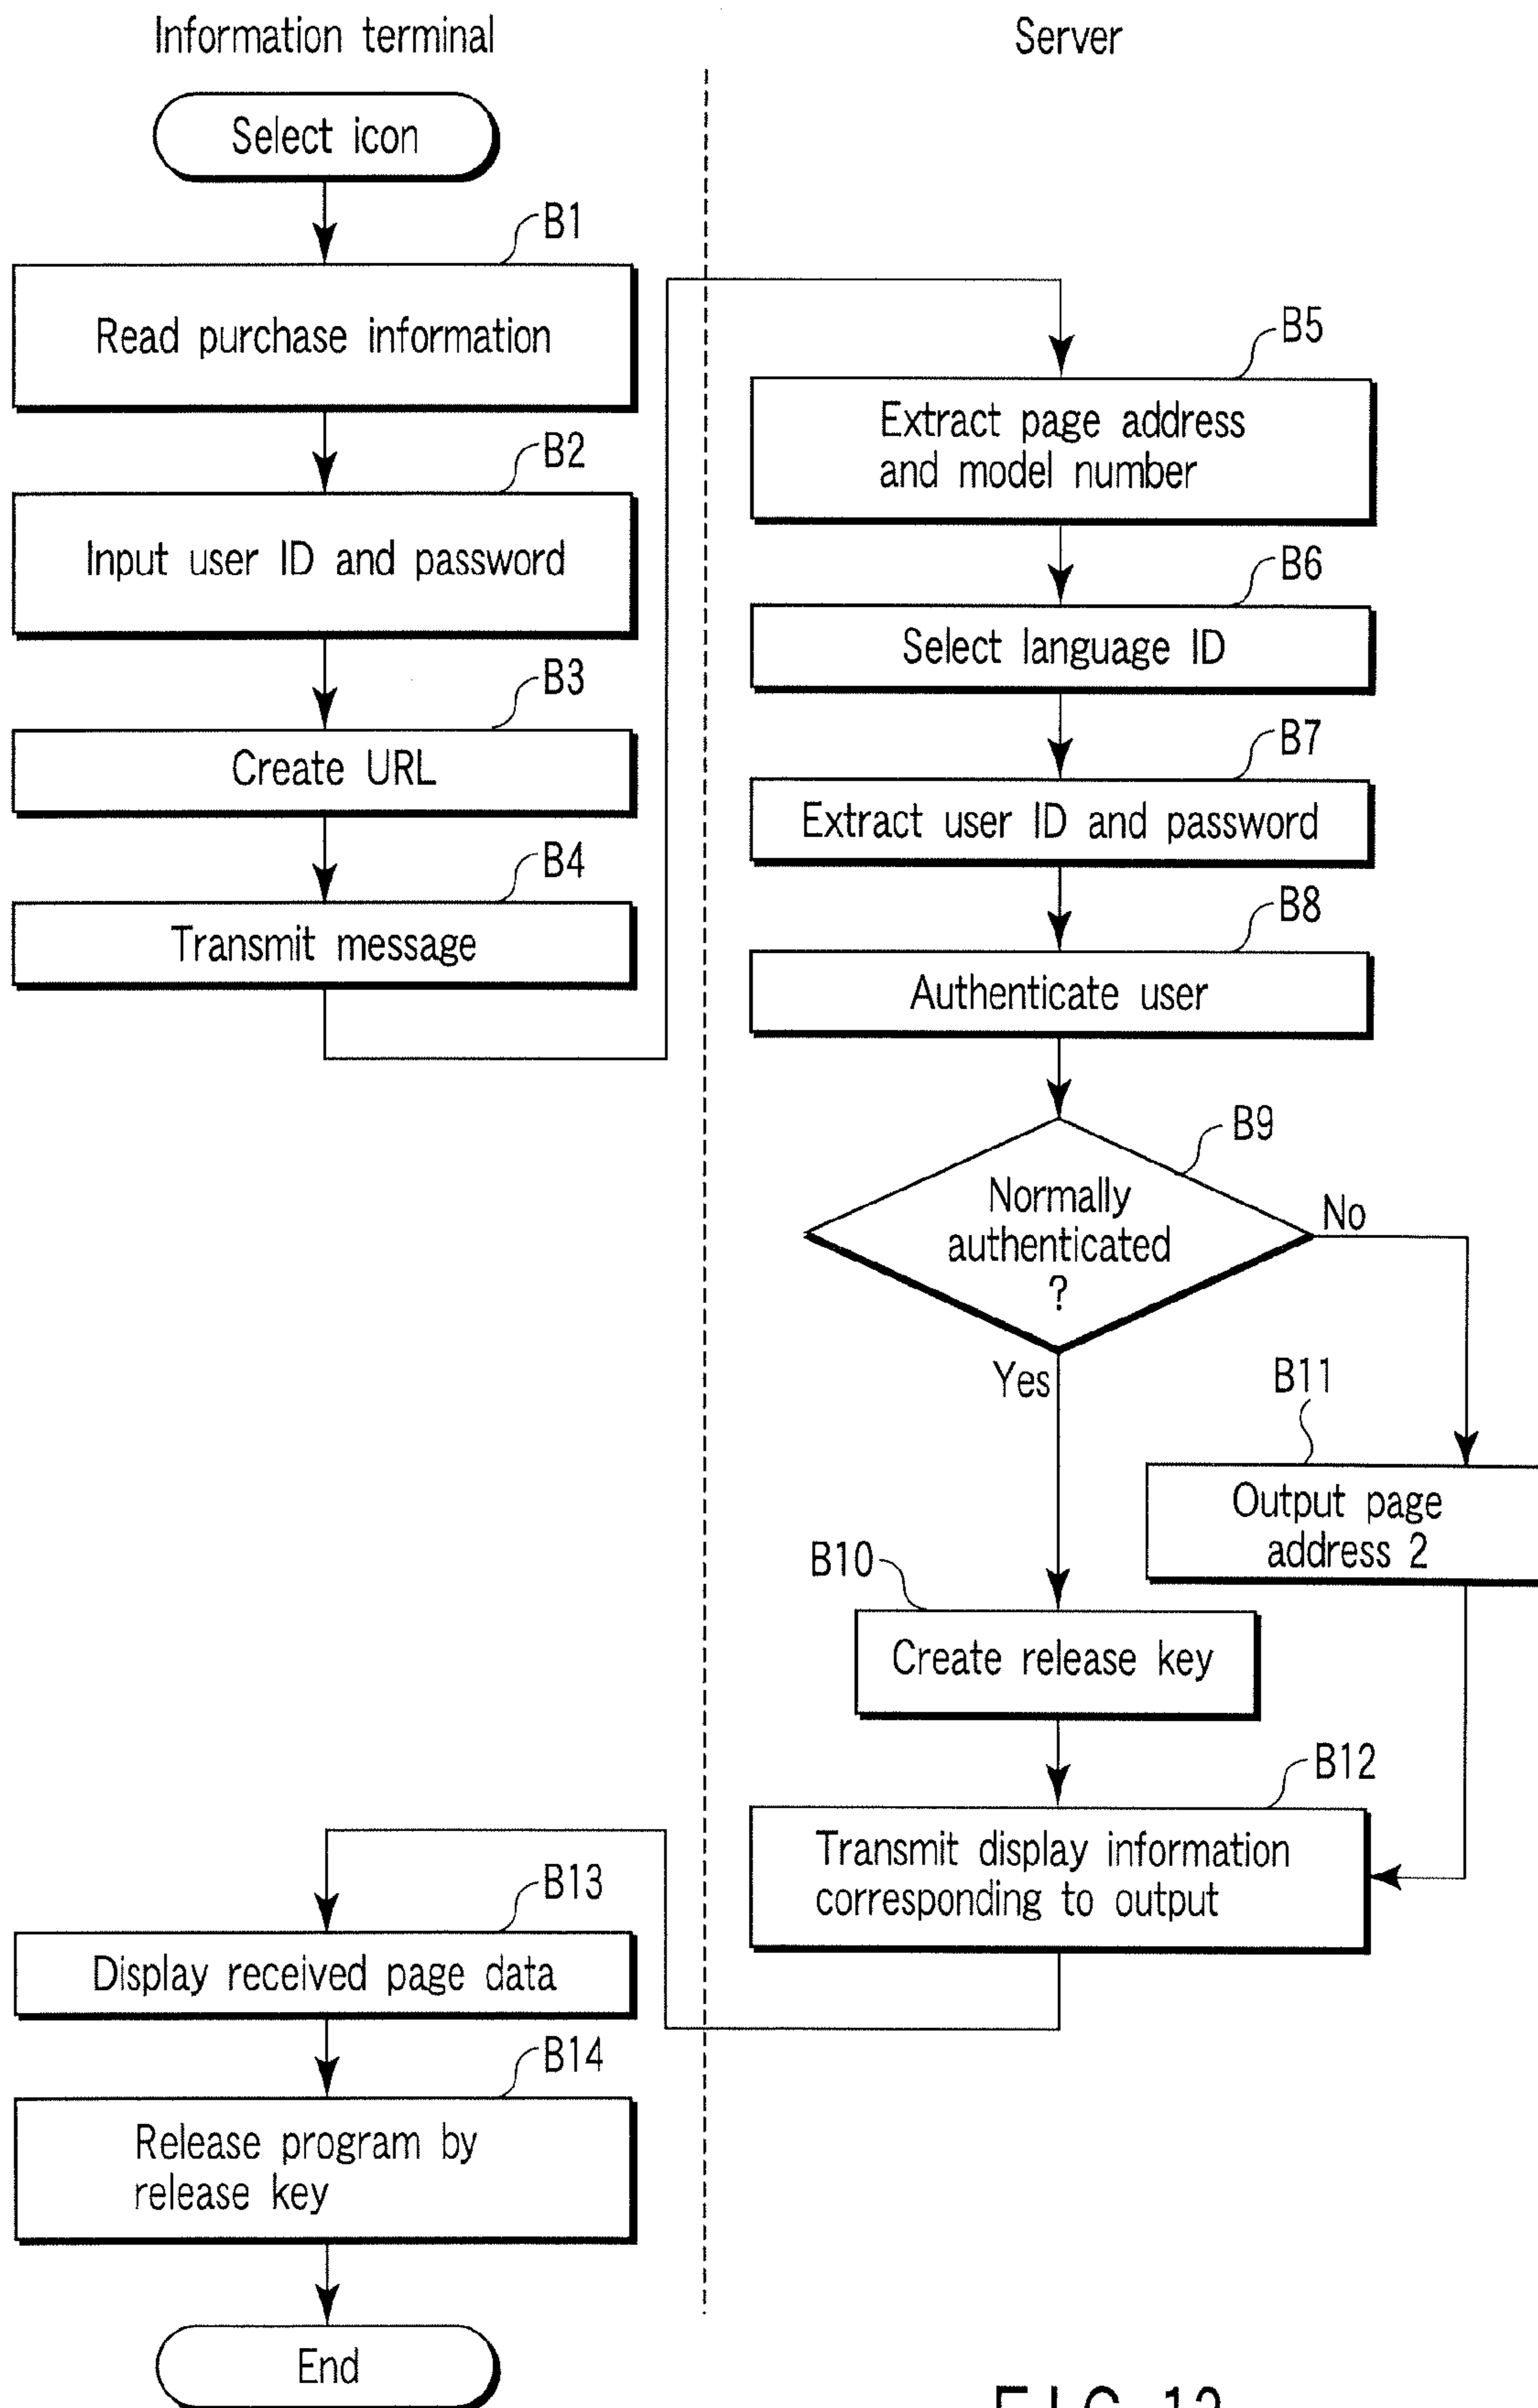 Information terminal
Server
Select icon
B1
Read purchase information
B2
Input user ID and password
B3
Create URL
B4
Transmit message
B5
Extract page address
and model number
B6
Select language ID
B7
Extract user ID and password
B8
Authenticate user
B9
Normally
authenticated
?
No
Yes
B11
Output page
address 2
B10
Create release key
B12
Transmit display information
corresponding to output
B13
Display received page data
B14
Release program by
release key
End